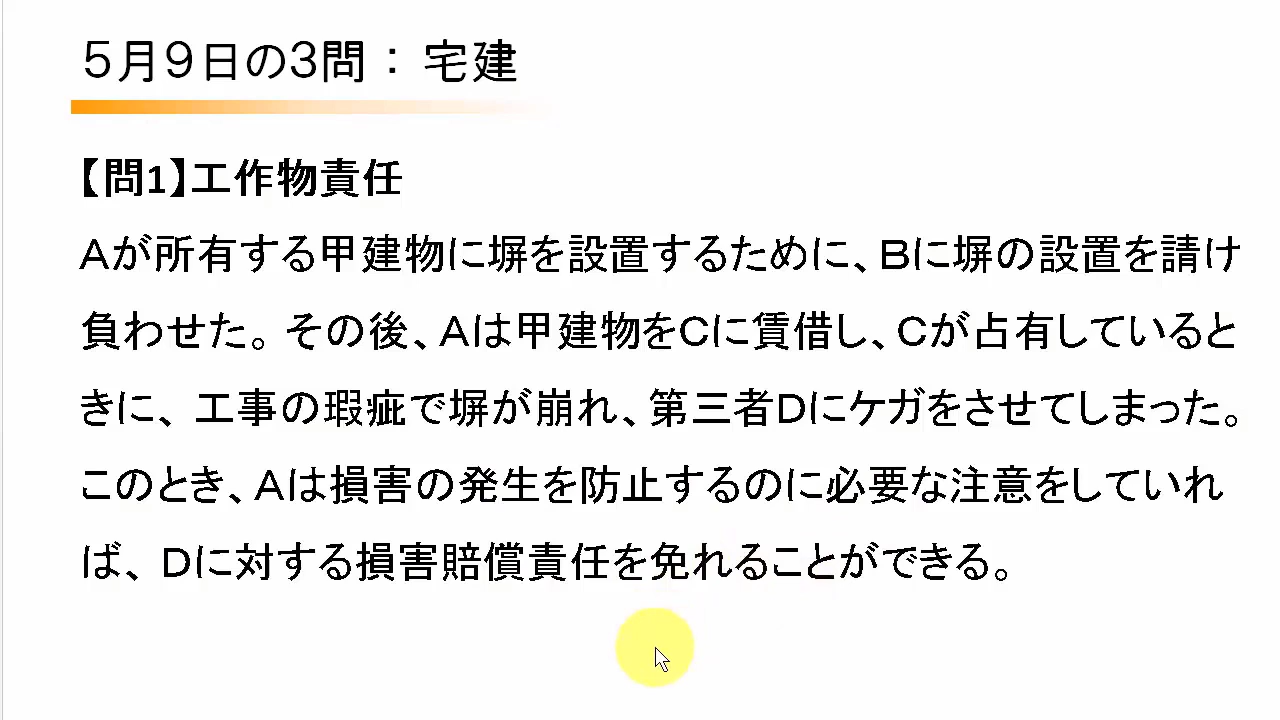 ５月９日の３問：宅建
【問1】工作物責任
Ａが所有する甲建物に塀を設置するために、Ｂに塀の設置を請け
負わせた。その後、Ａは甲建物をＣに賃借し、Ｃが占有していると
きに、工事の瑕疵で塀が崩れ、第三者Ｄにケガをさせてしまった。
このとき、Ａは損害の発生を防止するのに必要な注意をしていれ
ば、Ｄに対する損害賠償責任を免れることができる。